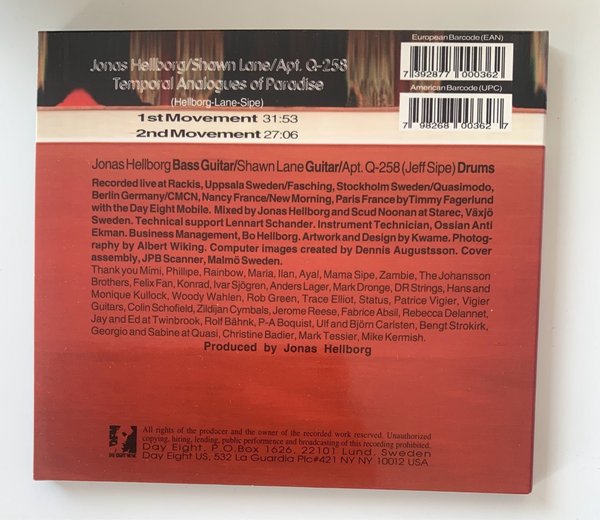 European Barcode (EAN)
7 392877 000362
American Barcode (UPC)
7 98268 00036 2 7
Jonas Hellborg/Shawn Lane/Apt. Q-258
Temporal Analogues of Paradise
(Hellborg-Lane-Sipe)
1st Movement 31:53
2nd Movement 27:06
Jonas Hellborg Bass Guitar/Shawn Lane Guitar/Apt. Q-258 (Jeff Sipe) Drums
Recorded live at Rackis, Uppsala Sweden/Fasching, Stockholm Sweden/Quasimodo,
Berlin Germany/CMCN, Nancy France/New Morning, Paris France by Timmy Fagerlund
with the Day Eight Mobile. Mixed by Jonas Hellborg and Scud Noonan at Starec, Växjö
Sweden. Technical support Lennart Schander. Instrument Technician, Ossian Anti
Ekman. Business Management, Bo Hellborg. Artwork and Design by Kwame. Photog-
raphy by Albert Wiking. Computer images created by Dennis Augustsson. Cover
assembly, JPB Scanner, Malmö Sweden.
Thank you Mimi, Phillipe, Rainbow, Maria, Ilan, Ayal, Mama Sipe, Zambie, The Johansson
Brothers, Felix Fan, Konrad, Ivar Sjögren, Anders Lager, Mark Dronge, DR Strings, Hans and
Monique Kullock, Woody Wahlen, Rob Green, Trace Elliot, Status, Patrice Vigier, Vigier
Guitars, Colin Schofield, Zildjian Cymbals, Jerome Reese, Fabrice Absil, Rebecca Delannet,
Jay and Ed at Twinbrook, Rolf Bähnk, P-A Boquist, Ulf and Björn Caristen, Bengt Strokirk,
Georgio and Sabine at Quasi, Christine Badier, Mark Tessier, Mike Kermish.
Produced by Jonas Hellborg
All rights of the producer and the owner of the recorded work reserved. Unauthorized
copying, hiring, lending, public performence and broadcasting of this recording prohibited.
Day Eight, P.O.Box 1626, 22101 Lund, Sweden
Day Eight US, 532 La Guardia Plc#421 NY NY 10012 USA